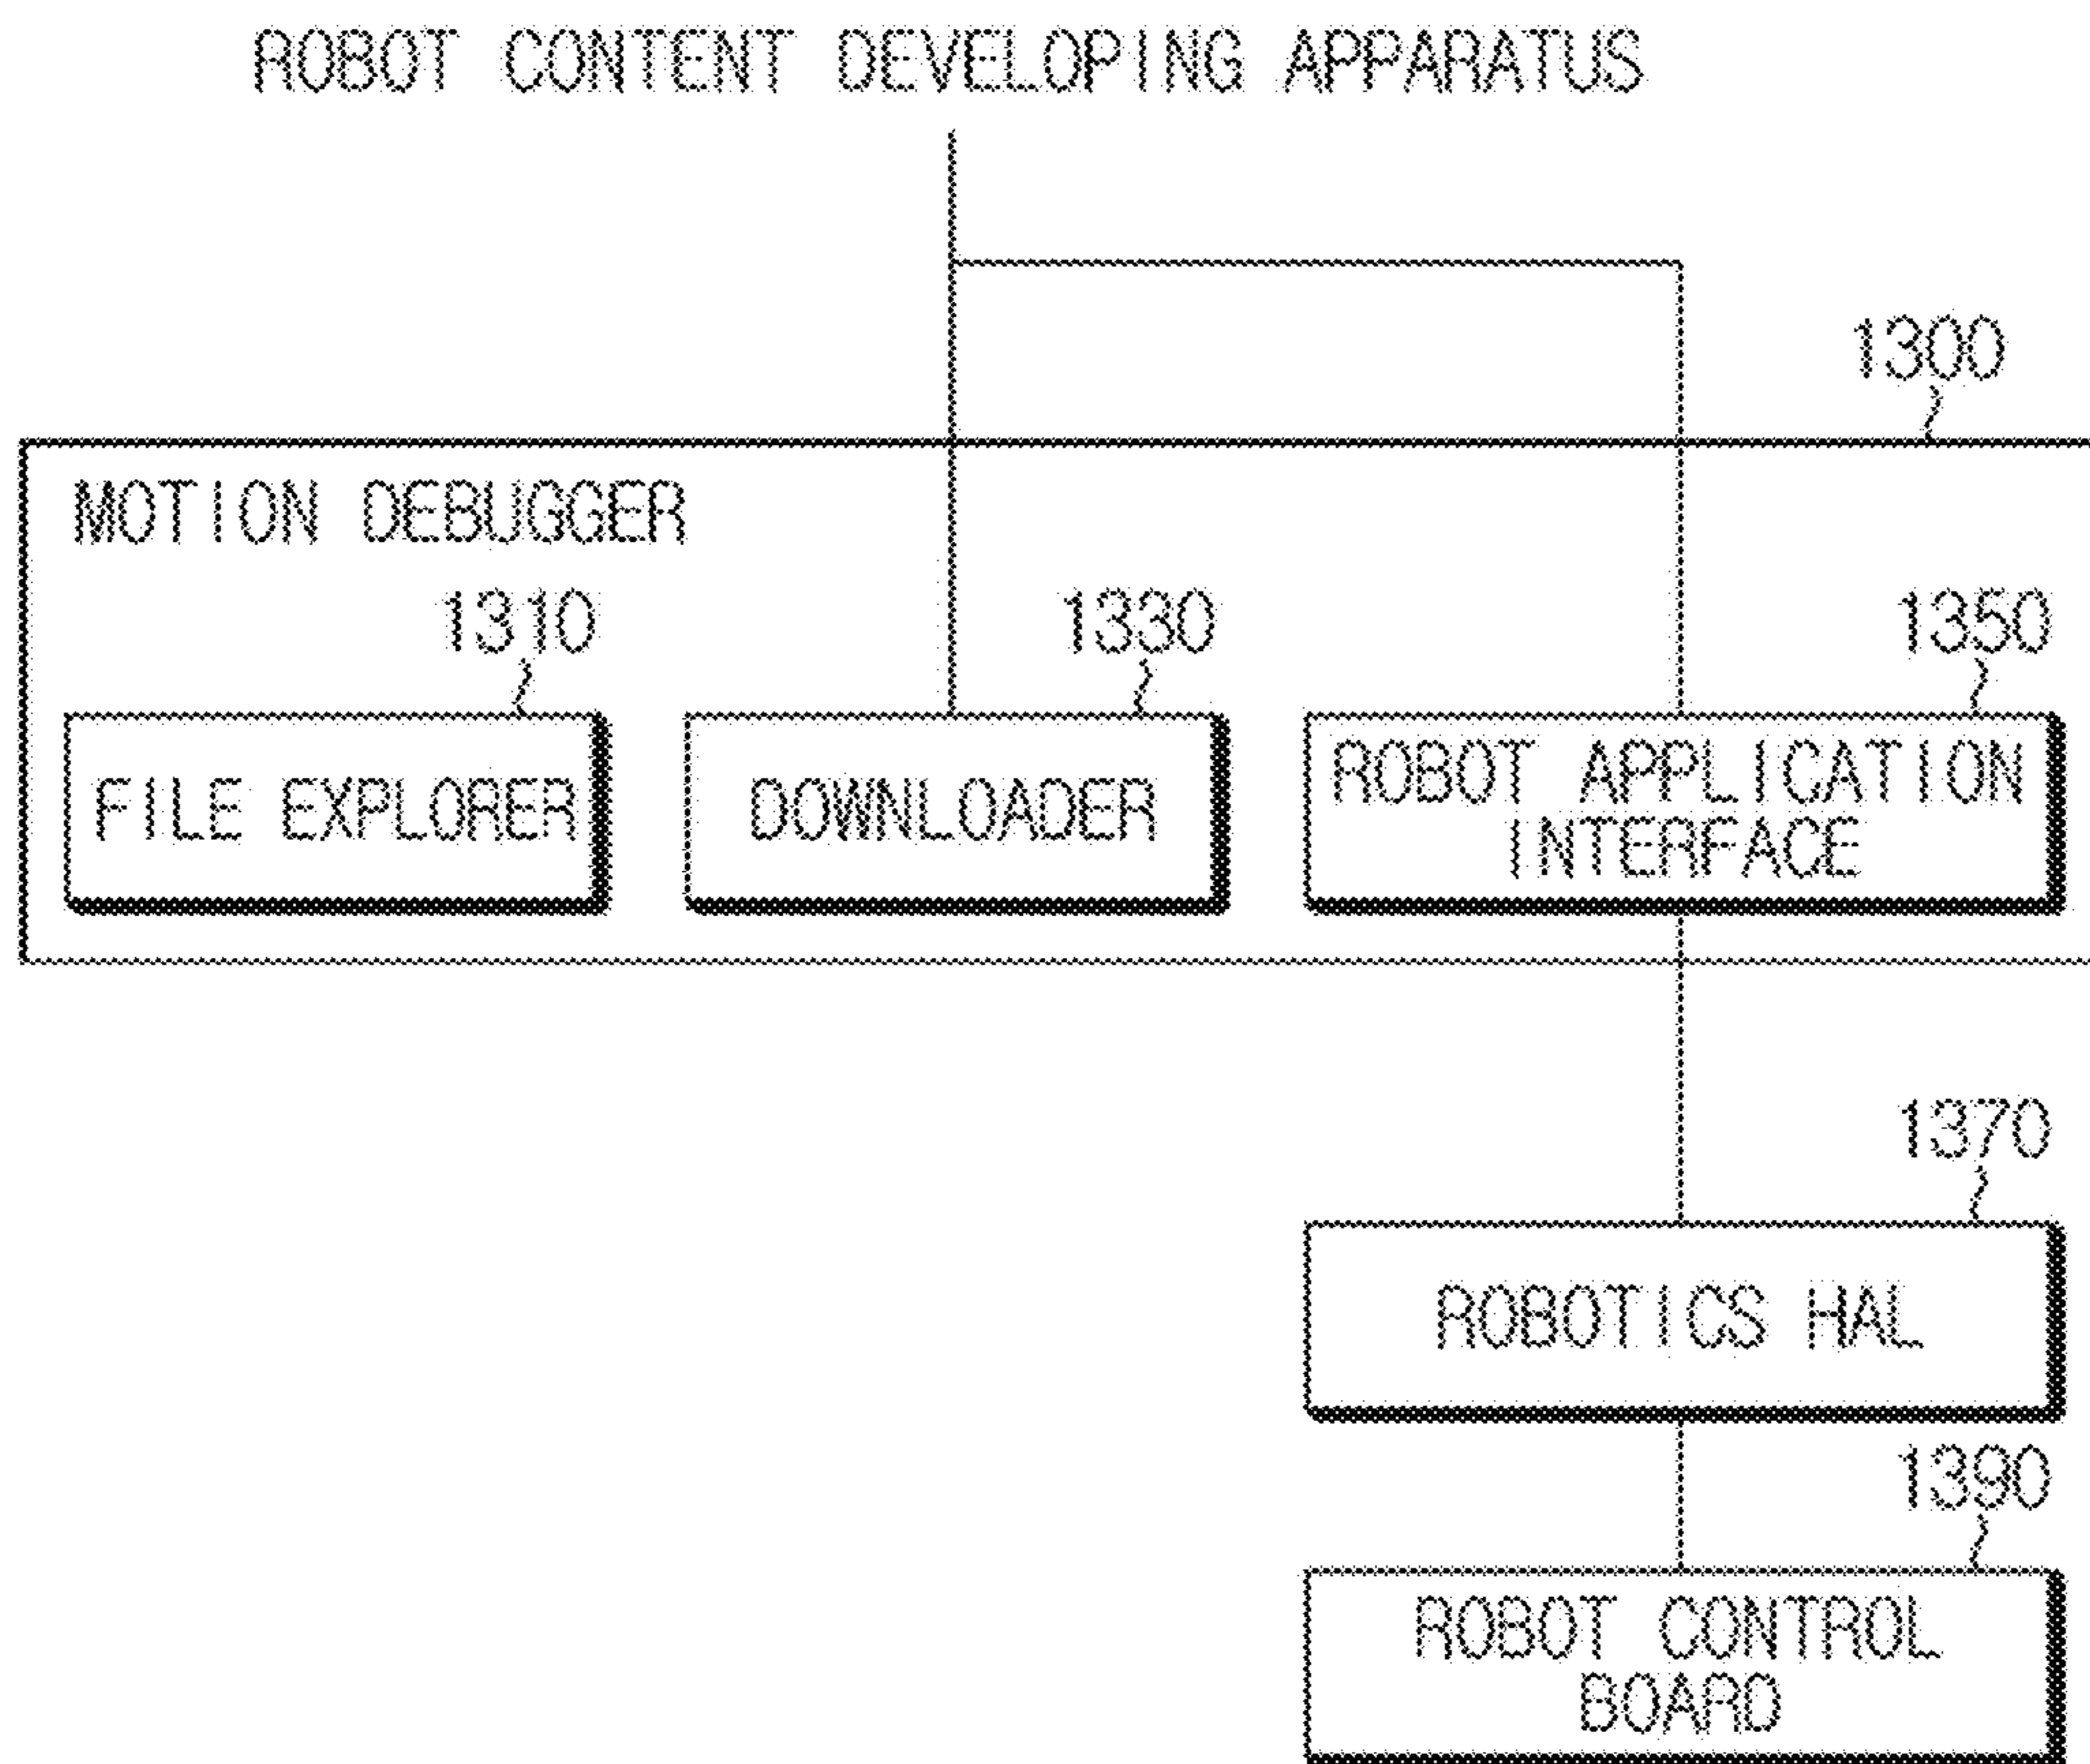 ROBOT CONTENT DEVELOPING APPARATUS
1300
MOTION DEBUGGER
1310
1330
1350
FILE EXPLORER
DOWNLOADER
ROBOT APPLICATION
INTERFACE
1370
ROBOTICS HAL
1390
ROBOT CONTROL
BOARD